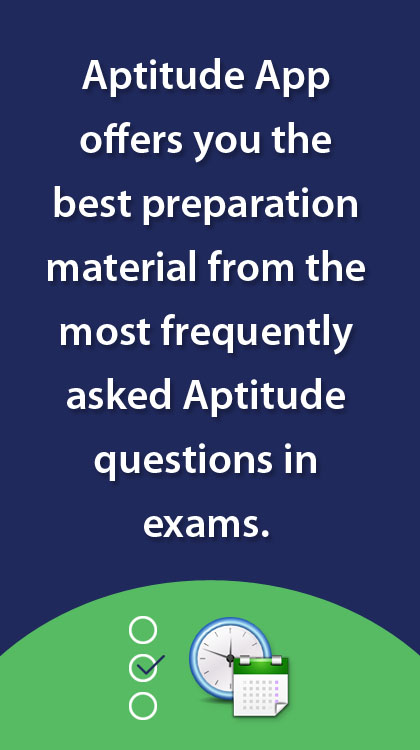 Aptitude App
offers you the
best preparation
material from the
most frequently
asked Aptitude
questions in
exams.